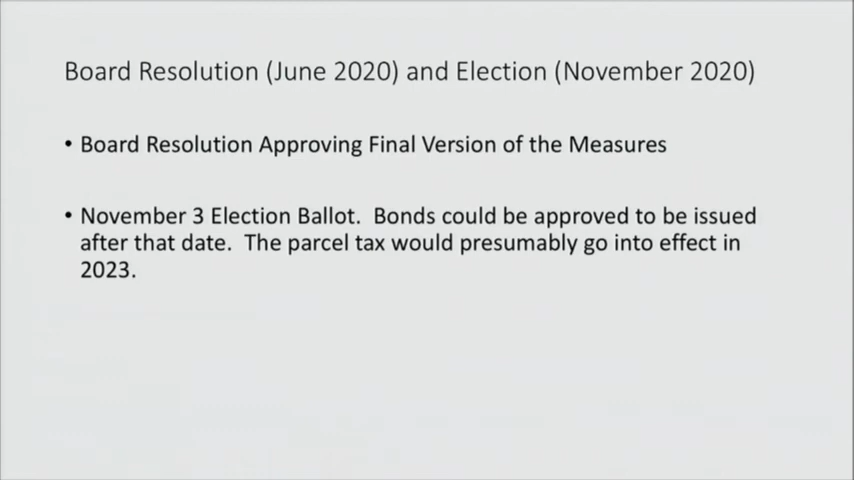 Board Resolution (June 2020) and Election (November 2020)
• Board Resolution Approving Final Version of the Measures
• November 3 Election Ballot.  Bonds could be approved to be issued
after that date.  The parcel tax would presumably go into effect in
2023.